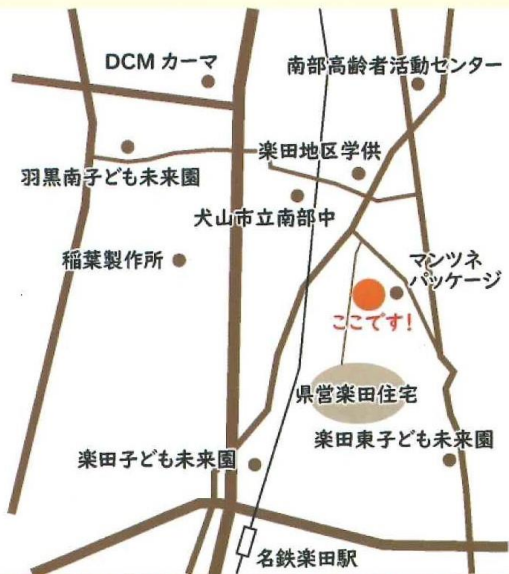 DCM カーマ
南部高齢者活動センター
楽田地区学供
羽黒南子ども未来園
犬山市立南部中
稲葉製作所
マンツネ
パッケージ
ここです!
県営楽田住宅
楽田東子ども未来園
楽田子ども未来園
名鉄楽田駅